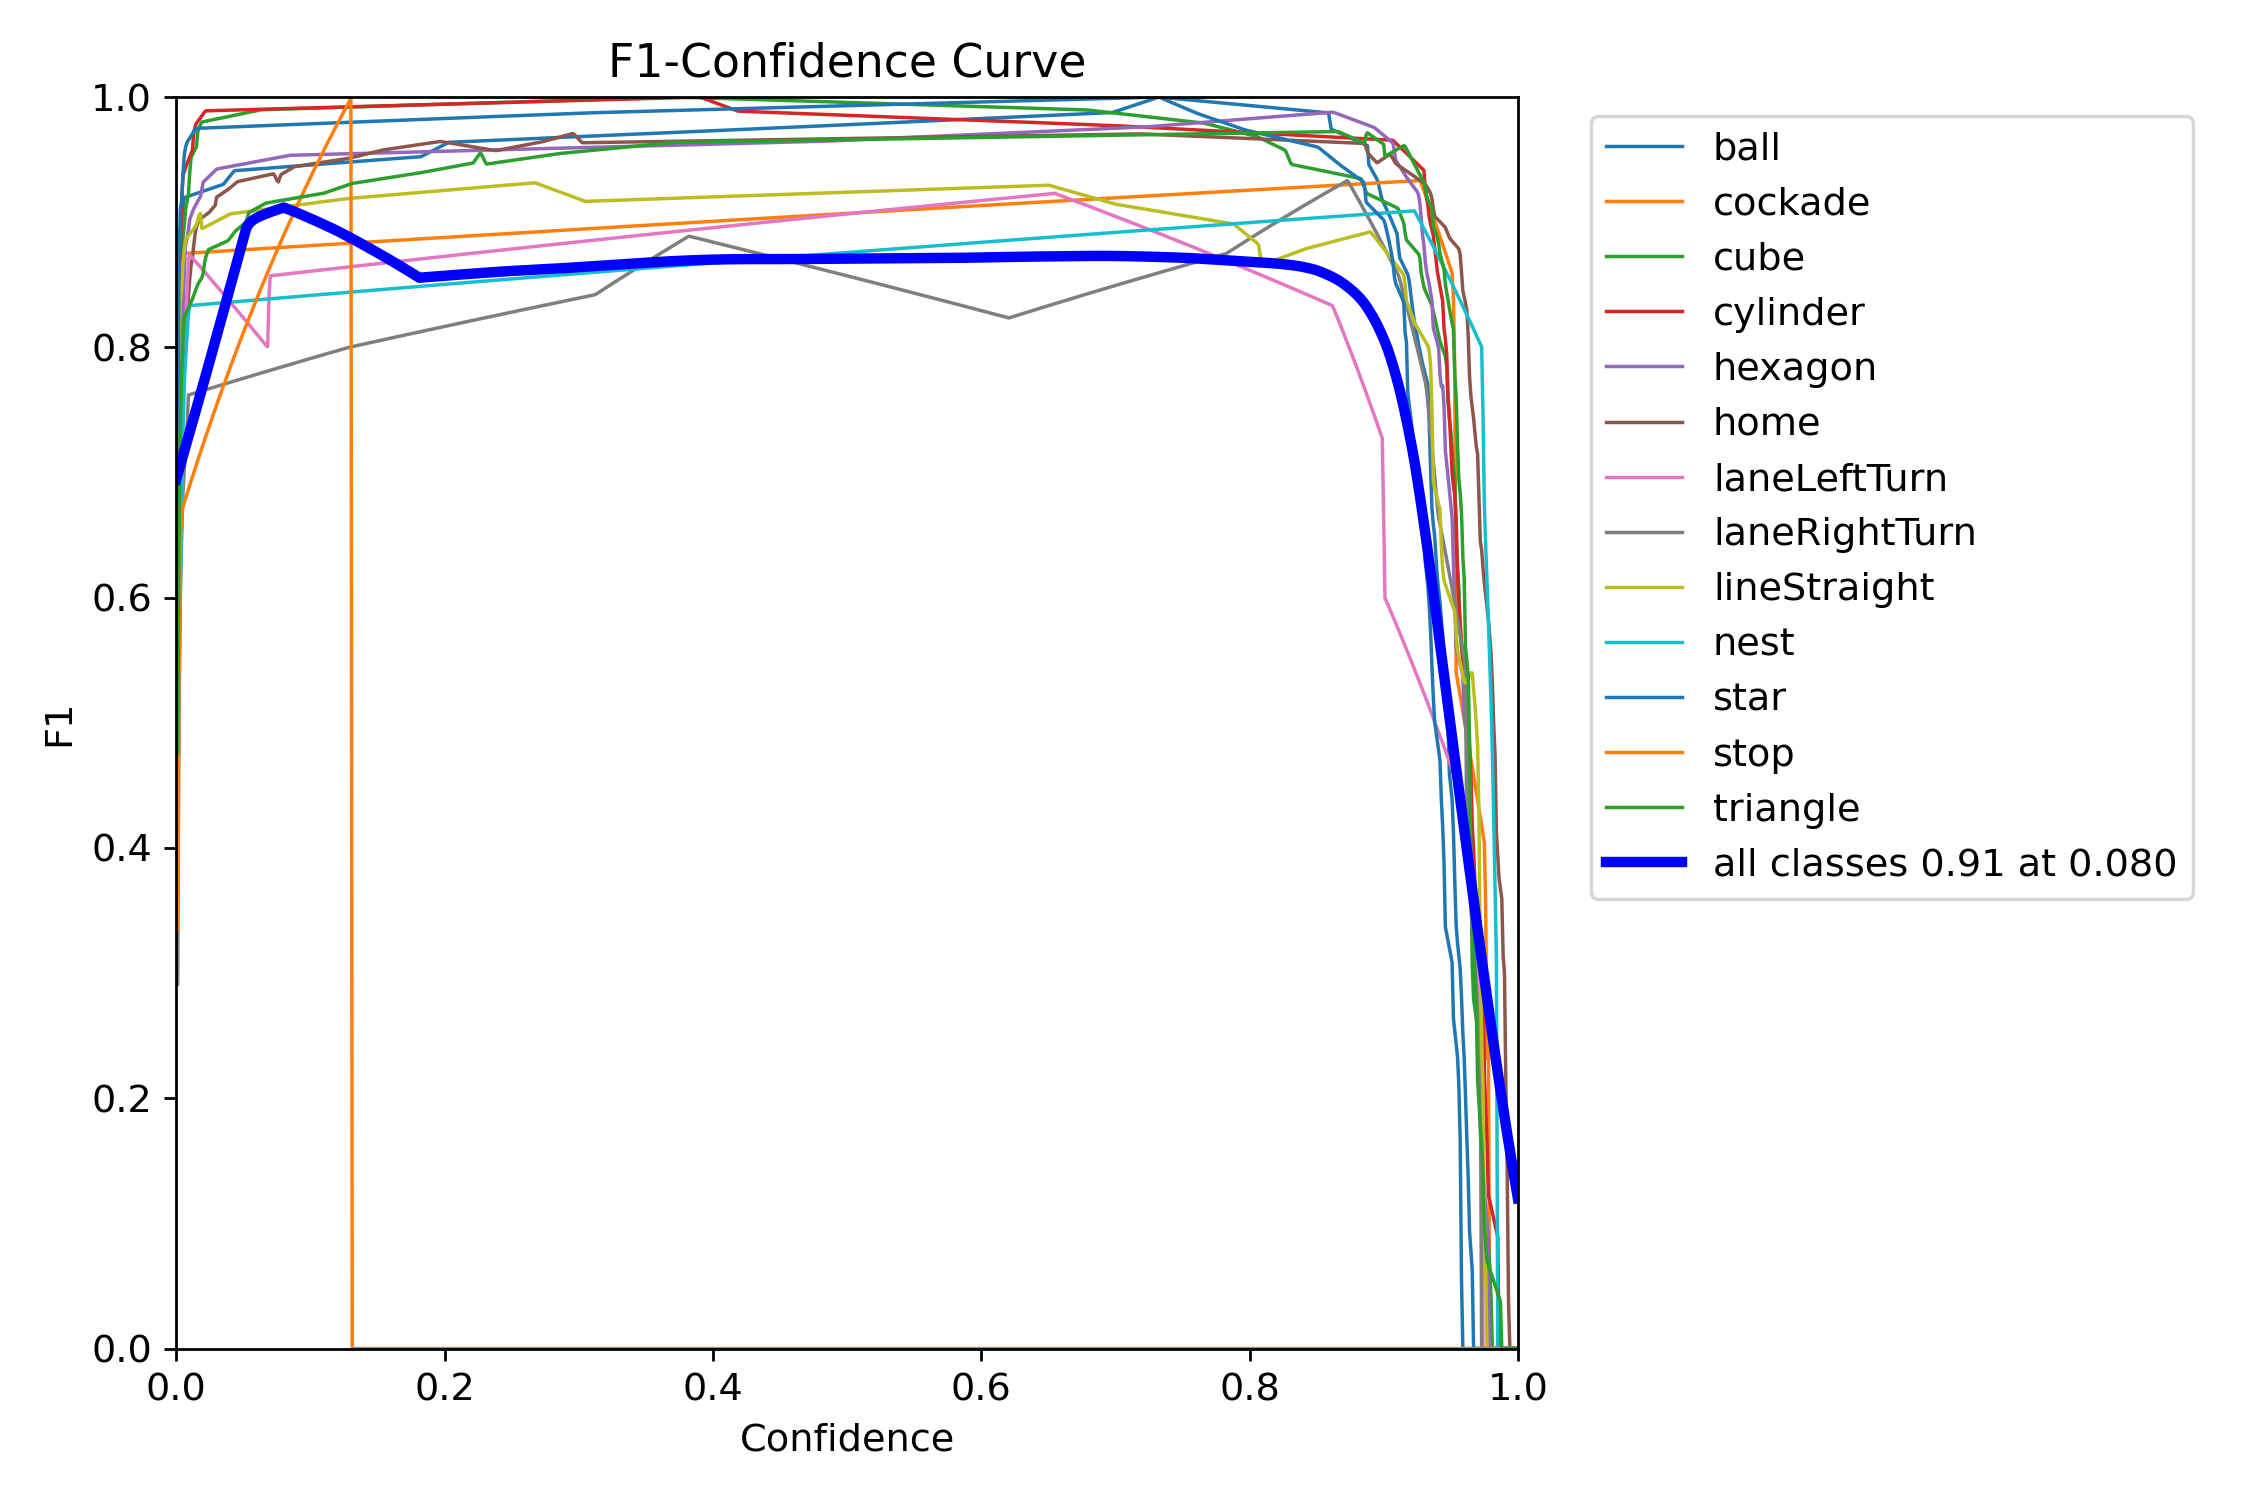 F1-Confidence Curve
1.0
0.8
0.6
0.4
0.2
0.0
F1
0.0 0.2 0.4 0.6 0.8 1.0
Confidence
ball
cockade
cube
cylinder
hexagon
home
laneLeftTurn
laneRightTurn
lineStraight
nest
star
stop
triangle
all classes 0.91 at 0.080